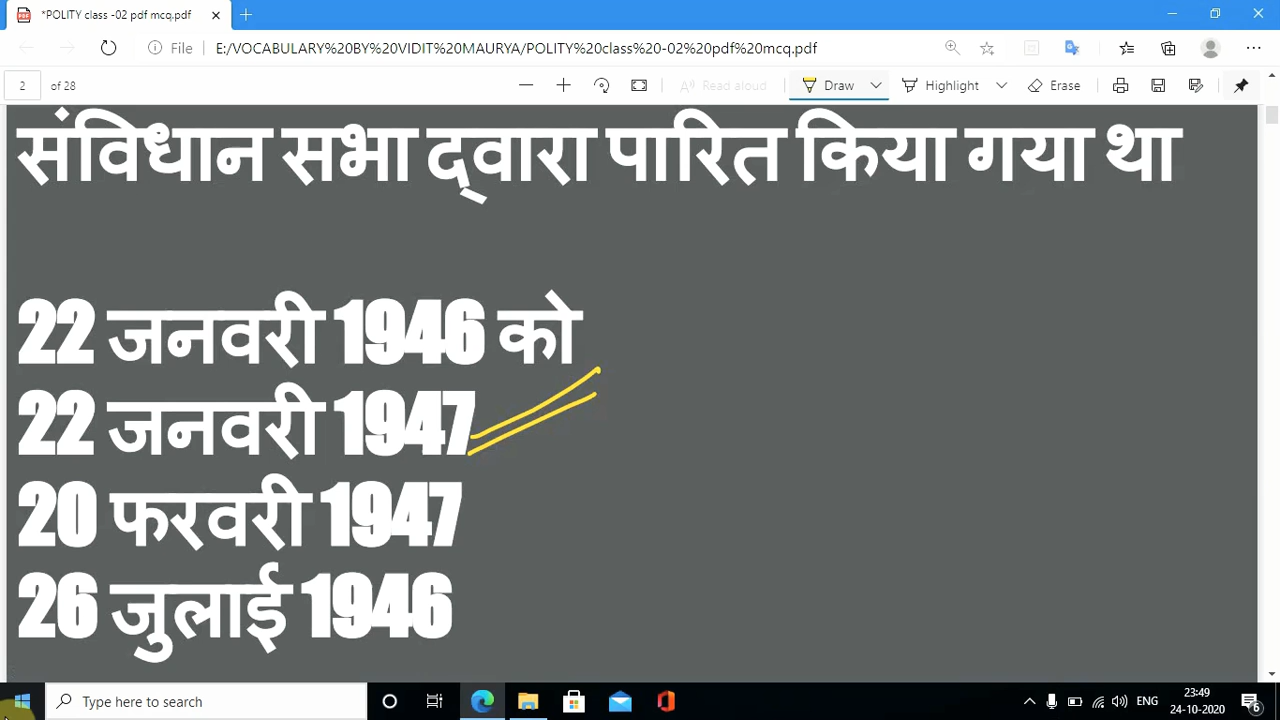 *POLITY class -02 pdf mcq.pdf
File E:/VOCABULARY%20BY%20VIDIT%20MAURYA/POLITY%20class%20-02%20pdf%20mcq.pdf
2 of 28 Read aloud Draw Highlight Erase
संविधान सभा द्वारा पारित किया गया था
22 जनवरी 1946 को
22 जनवरी 1947
20 फरवरी 1947
26 जुलाई 1946
Type here to search ENG 23:49 24-10-2020 6